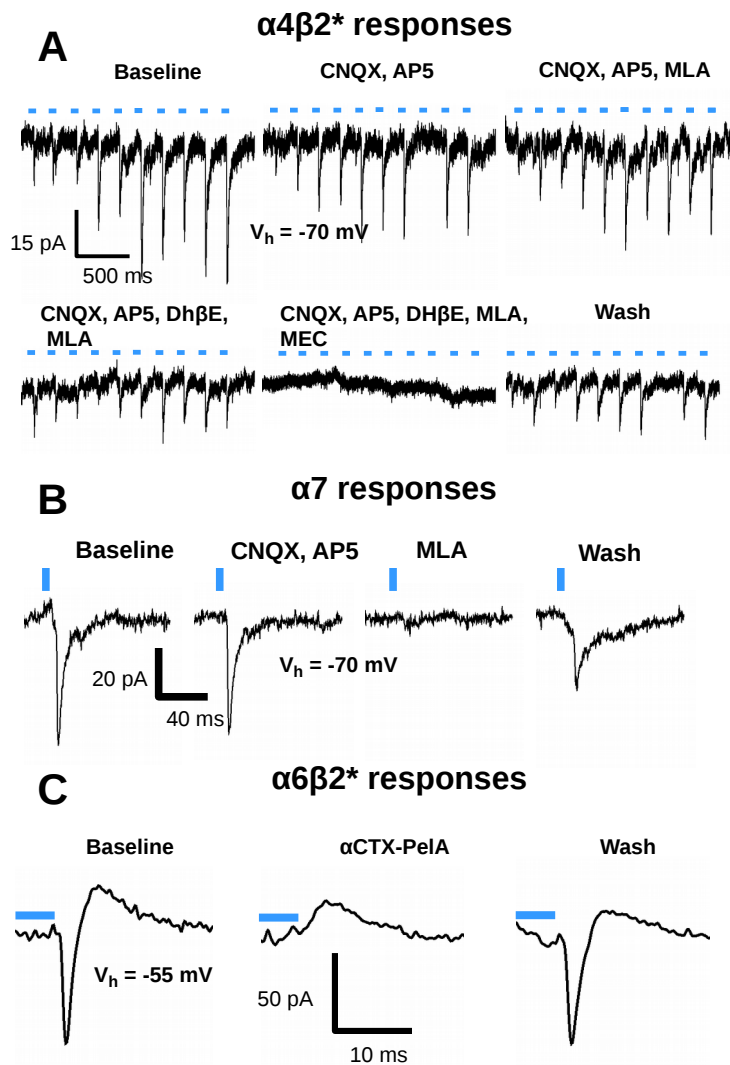 A
α4β2* responses
Baseline
CNQX, AP5
CNQX, AP5, MLA
15 pA
500 ms
Vₕ = -70 mV
CNQX, AP5, DhβE,
MLA
CNQX, AP5, DHβE, MLA,
MEC
Wash
B
α7 responses
Baseline
CNQX, AP5
MLA
Wash
20 pA
40 ms
Vₕ = -70 mV
C
α6β2* responses
Baseline
αCTX-PelA
Wash
Vₕ = -55 mV
50 pA
10 ms